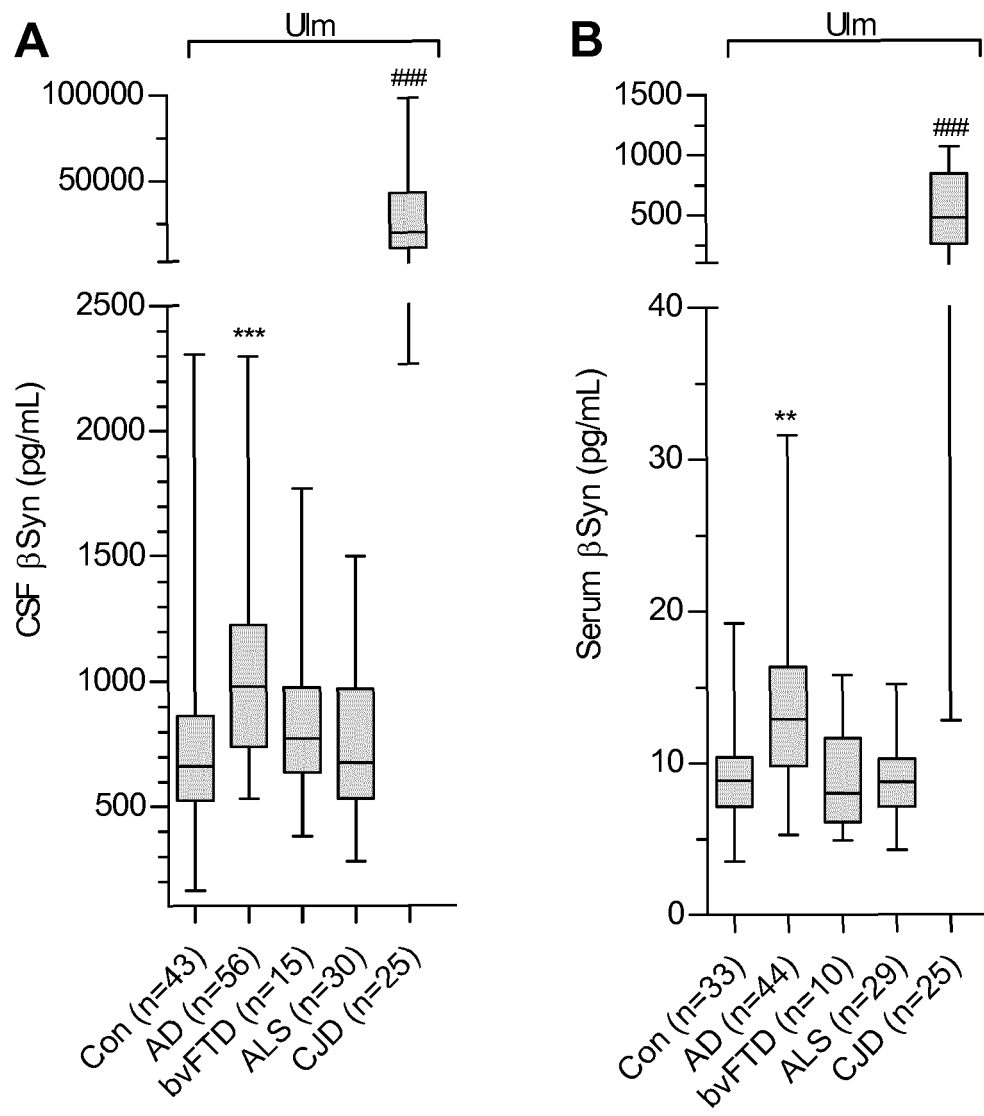 A
Ulm
###
100000
50000
2500
***
2000
1500
1000
500
CSF βSyn (pg/mL)
Con (n=43)
AD (n=56)
bvFTD (n=15)
ALS (n=30)
CJD (n=25)
B
Ulm
###
1500
1000
500
40
**
30
20
10
0
Serum βSyn (pg/mL)
Con (n=33)
AD (n=44)
bvFTD (n=10)
ALS (n=29)
CJD (n=25)